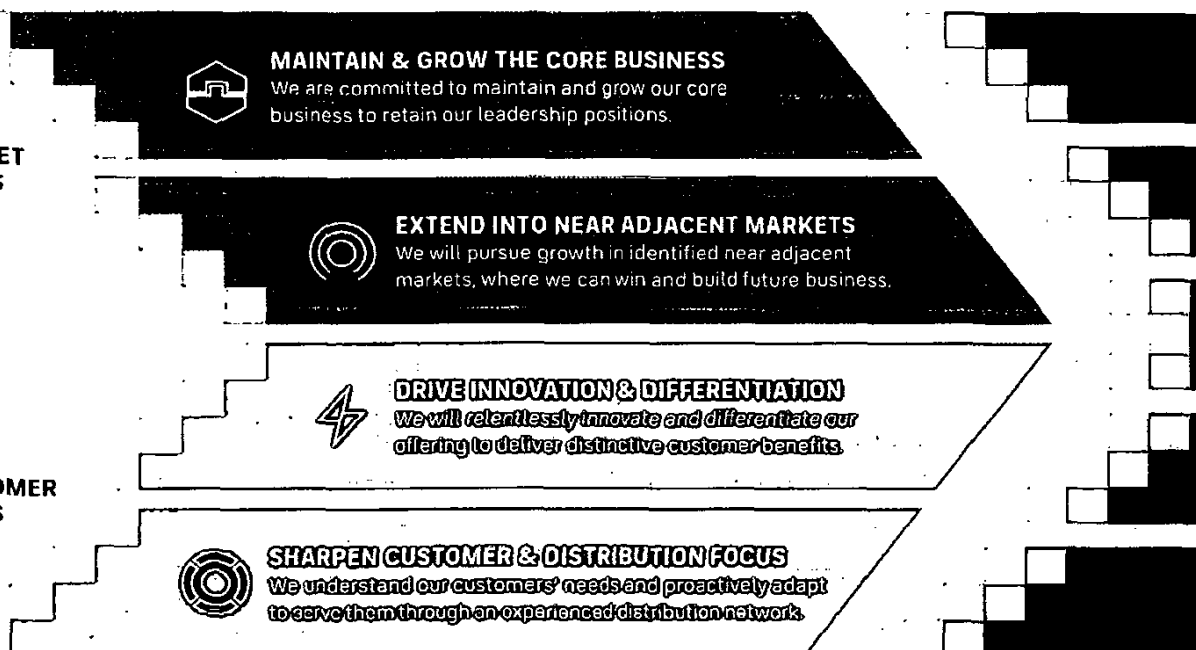 MAINTAIN & GROW THE CORE BUSINESS
We are committed to maintain and grow our core
business to retain our leadership positions.
ET
S
EXTEND INTO NEAR ADJACENT MARKETS
We will pursue growth in identified near adjacent
markets, where we can win and build future business.
DRIVE INNOVATION & DIFFERENTIATION
We will relentlessly innovate and differentiate our
offering to deliver distinctive customer benefits.
OMER
S
SHARPEN CUSTOMER & DISTRIBUTION FOCUS
We understand our customers' needs and proactively adapt
to serve them through an experienced distribution network.